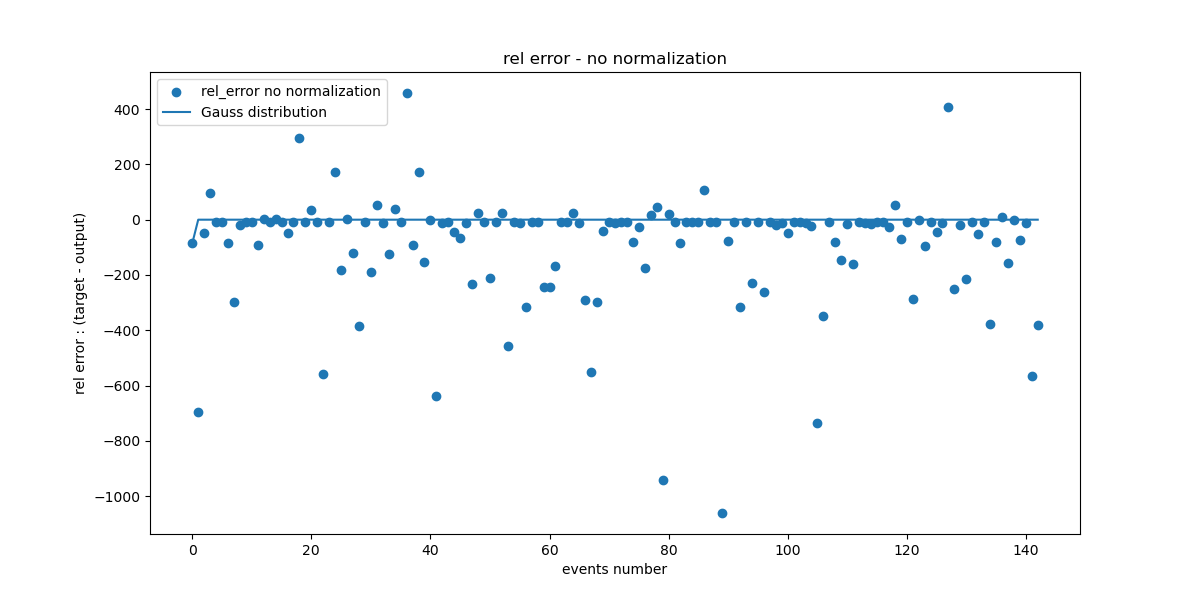 rel error - no normalization
rel_error no normalization
Gauss distribution
400
200
0
−200
−400
−600
−800
−1000
rel error : (target - output)
0 20 40 60 80 100 120 140
events number